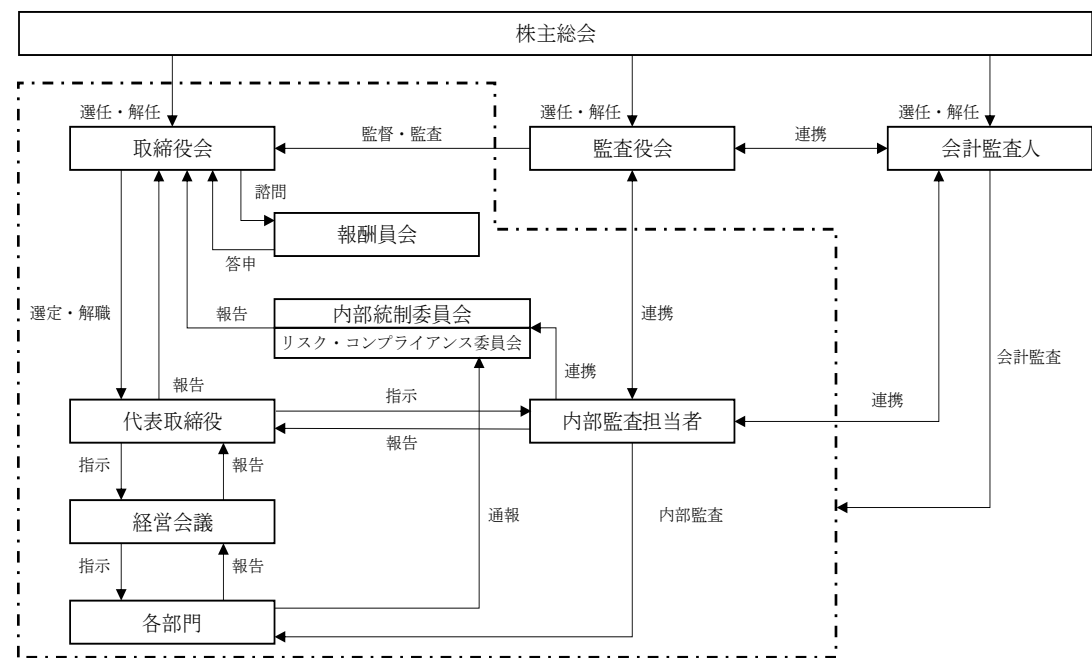 株主総会
選任・解任
選任・解任
選任・解任
取締役会
監督・監査
監査役会
連携
会計監査人
諮問
報酬員会
答申
選定・解職
報告
内部統制委員会
リスク・コンプライアンス委員会
連携
会計監査
連携
報告
指示
連携
代表取締役
内部監査担当者
報告
指示
報告
経営会議
通報
内部監査
指示
報告
各部門